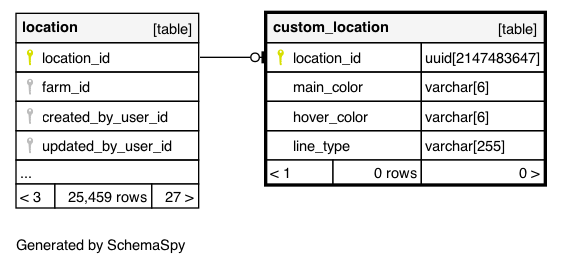 location [table]
location_id
farm_id
created_by_user_id
updated_by_user_id
...
< 3 25,459 rows 27 >
custom_location [table]
location_id uuid[2147483647]
main_color varchar[6]
hover_color varchar[6]
line_type varchar[255]
< 1 0 rows 0 >
Generated by SchemaSpy